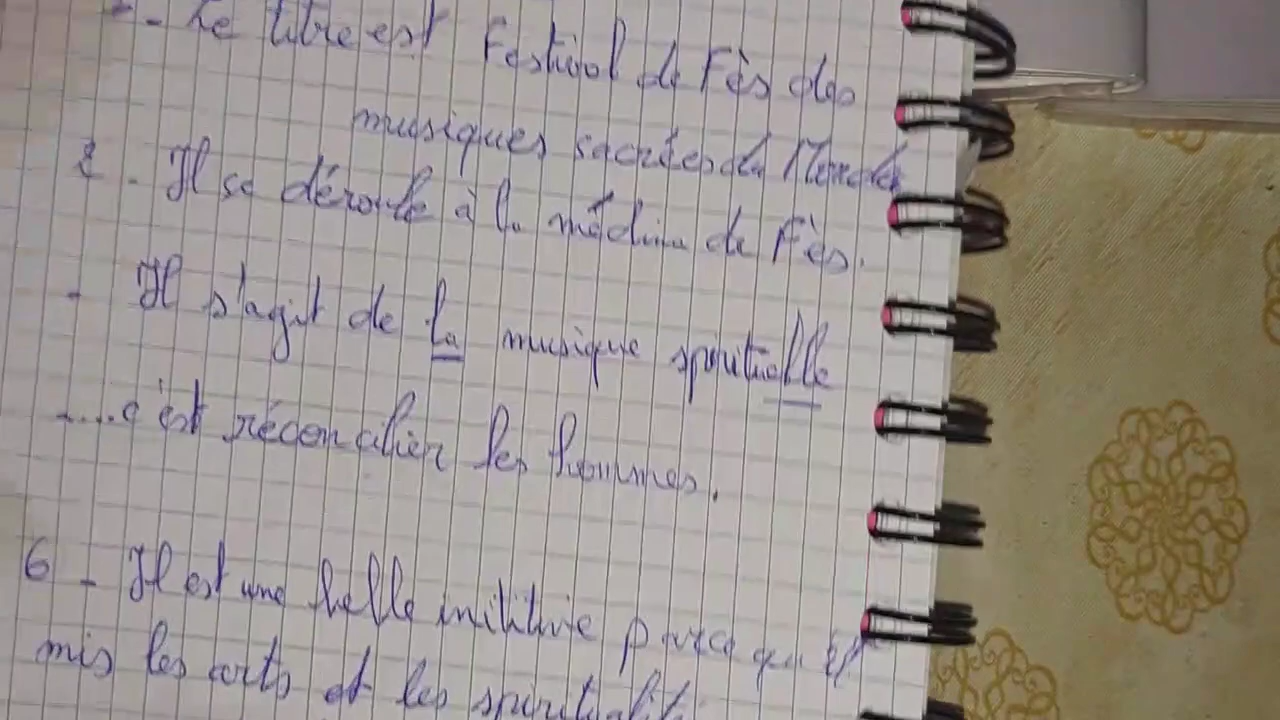 - Le titre est Festival de Fès des
musiques sacrées du Monde
2. Il se déroule à la médina de Fès.
- Il s'agit de la musique spirituelle
....c'est réconcilier les hommes.
6 - Il est une belle parce qu'il
mis les arts et les